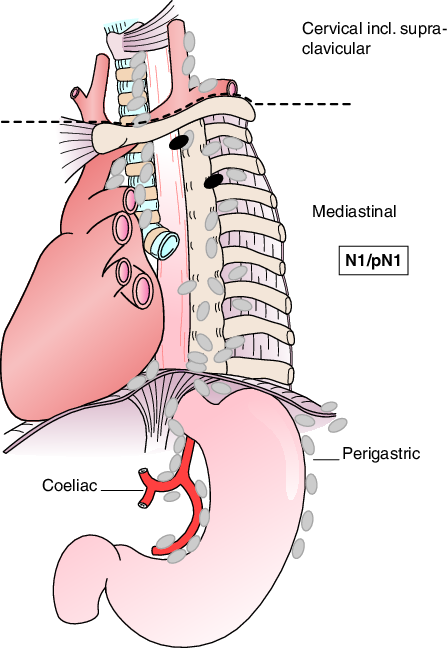 Cervical incl. supra-
clavicular
Mediastinal
N1/pN1
Perigastric
Coeliac